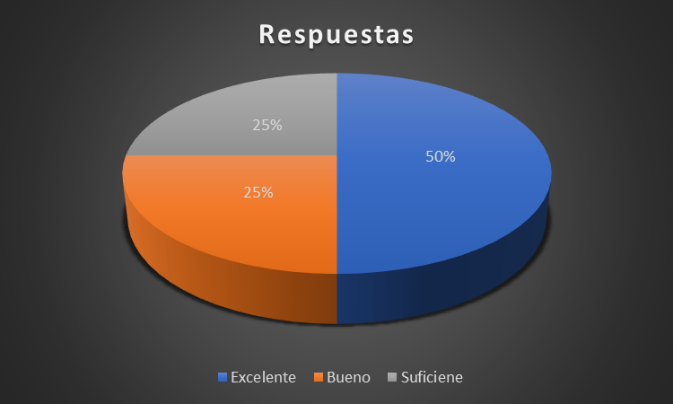 Respuestas
25%
50%
25%
Excelente Bueno Suficiene